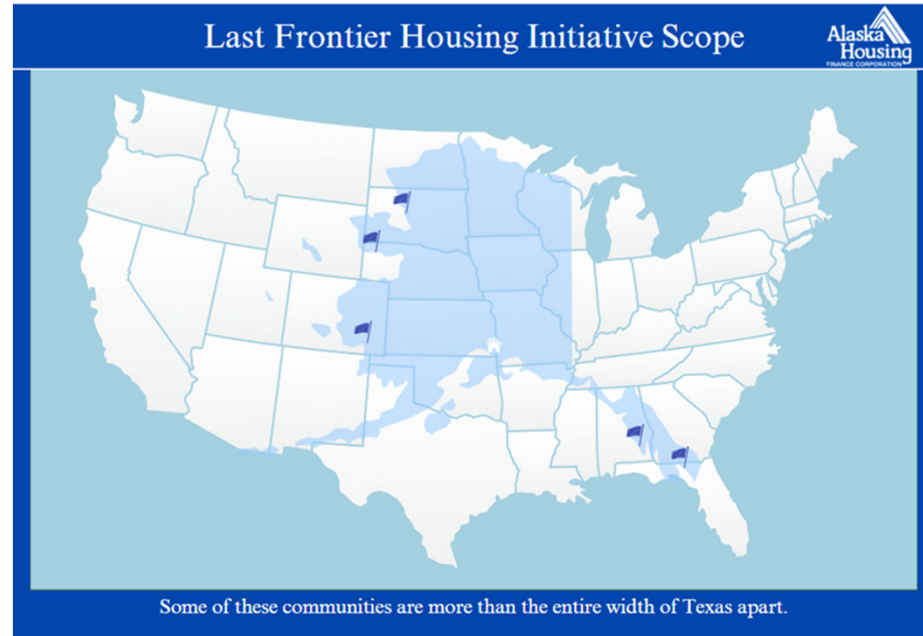 Last Frontier Housing Initiative Scope
Alaska
Housing
FINANCE CORPORATION
Some of these communities are more than the entire width of Texas apart.